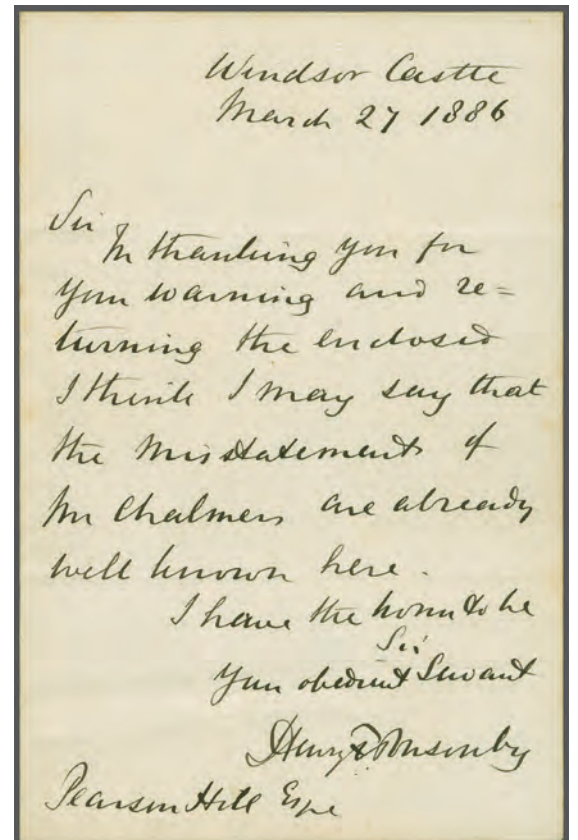 Windsor Castle
March 27 1886
Sir
In thanking you for
your warning and re=
turning the enclosed
I think I may say that
the misstatements of
Mr Chalmers are already
well known here.
I have the honour to be
Sir
Your obedient Servant
Henry F Ponsonby
Pearson Hill Esqre